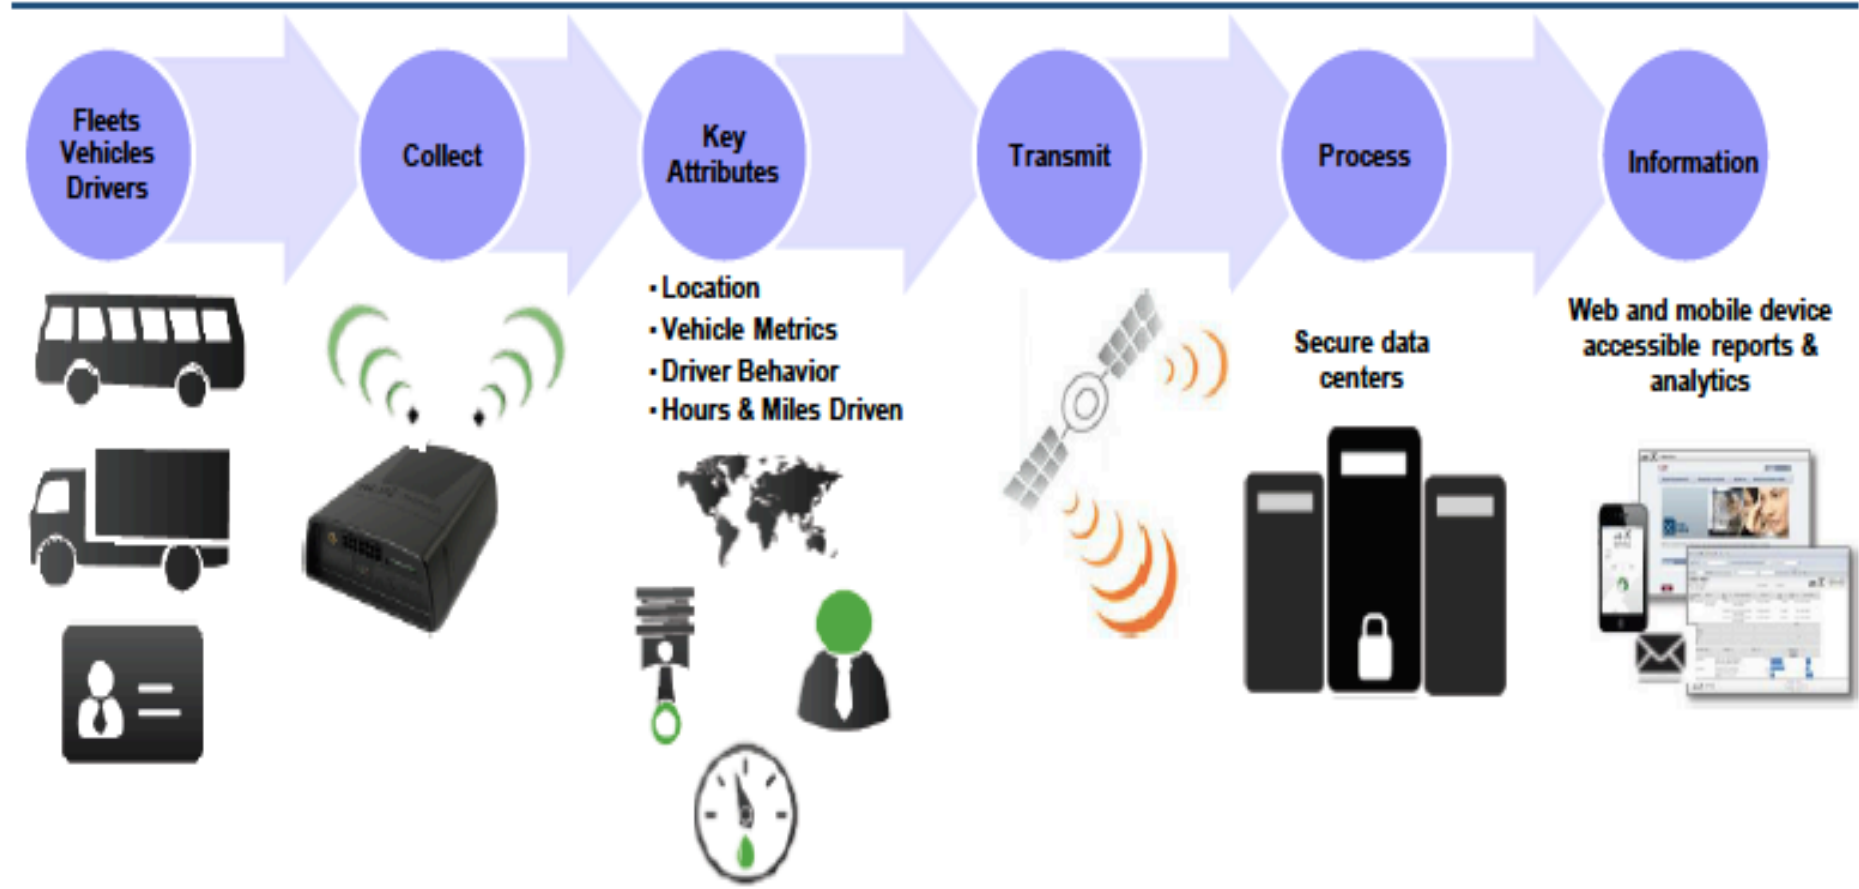 Fleets
Vehicles
Drivers
Collect
Key
Attributes
Transmit
Process
Information
· Location
· Vehicle Metrics
· Driver Behavior
· Hours & Miles Driven
Secure data
centers
Web and mobile device
accessible reports &
analytics